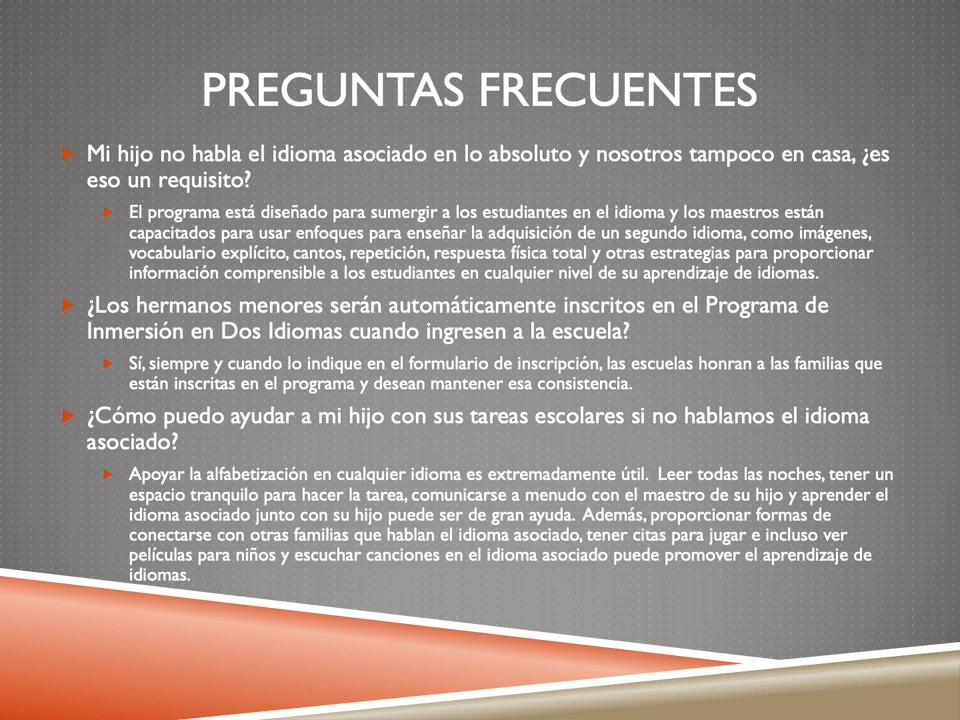 PREGUNTAS FRECUENTES
Mi hijo no habla el idioma asociado en lo absoluto y nosotros tampoco en casa, ¿es
eso un requisito?
El programa está diseñado para sumergir a los estudiantes en el idioma y los maestros están
capacitados para usar enfoques para enseñar la adquisición de un segundo idioma, como imágenes,
vocabulario explícito, cantos, repetición, respuesta física total y otras estrategias para proporcionar
información comprensible a los estudiantes en cualquier nivel de su aprendizaje de idiomas.
¿Los hermanos menores serán automáticamente inscritos en el Programa de
Inmersión en Dos Idiomas cuando ingresen a la escuela?
Sí, siempre y cuando lo indique en el formulario de inscripción, las escuelas honran a las familias que
están inscritas en el programa y desean mantener esa consistencia.
¿Cómo puedo ayudar a mi hijo con sus tareas escolares si no hablamos el idioma
asociado?
Apoyar la alfabetización en cualquier idioma es extremadamente útil.  Leer todas las noches, tener un
espacio tranquilo para hacer la tarea, comunicarse a menudo con el maestro de su hijo y aprender el
idioma asociado junto con su hijo puede ser de gran ayuda.  Además, proporcionar formas de
conectarse con otras familias que hablan el idioma asociado, tener citas para jugar e incluso ver
películas para niños y escuchar canciones en el idioma asociado puede promover el aprendizaje de
idiomas.